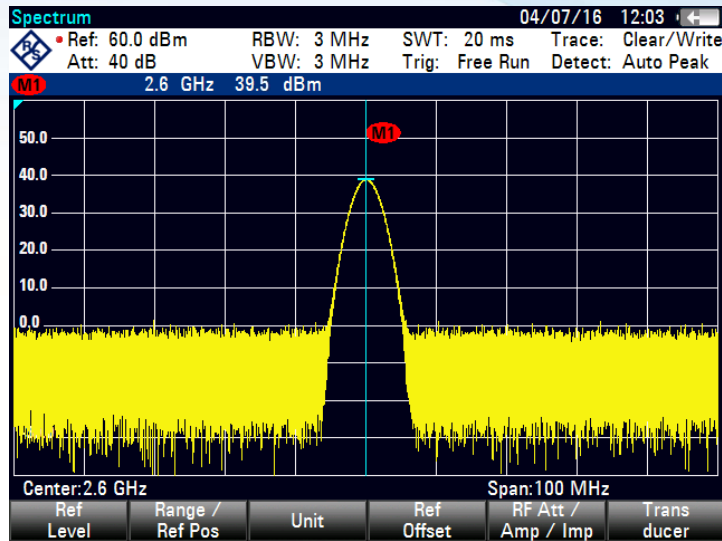 Spectrum 04/07/16 12:03
R S Ref: 60.0 dBm RBW: 3 MHz SWT: 20 ms Trace: Clear/Write
Att: 40 dB VBW: 3 MHz Trig: Free Run Detect: Auto Peak
M1 2.6 GHz 39.5 dBm
M1
50.0
40.0
30.0
20.0
10.0
0.0
Center:2.6 GHz Span:100 MHz
Ref Level Range / Ref Pos Unit Ref Offset RF Att / Amp / Imp Trans ducer